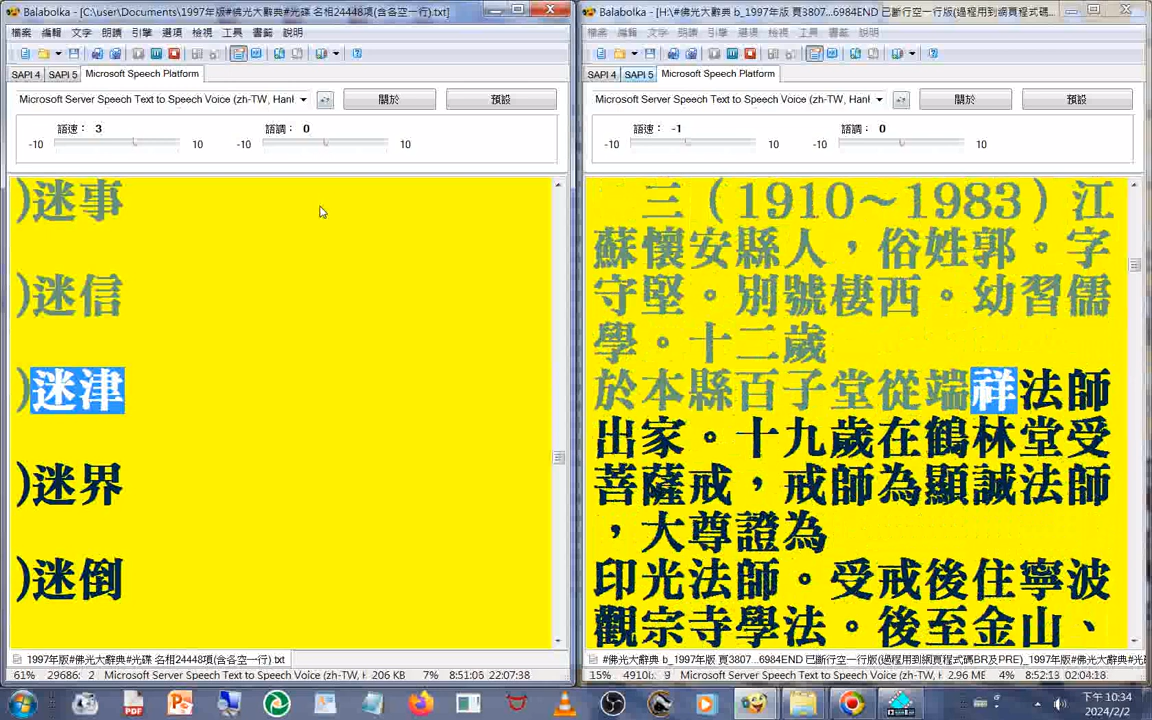 Balabolka - [C:\user\Documents\1997年版#佛光大辭典#光碟 名相24448項(含各空一行).txt]
檔案 編輯 文字 朗讀 引擎 選項 檢視 工具 書籤 說明
SAPI 4 SAPI 5 Microsoft Speech Platform
Microsoft Server Speech Text to Speech Voice (zh-TW, Han 關於 預設
語速： 3 語調： 0
-10 10 -10 10
)迷事
)迷信
)迷津
)迷界
)迷倒
1997年版#佛光大辭典#光碟 名相24448項(含各空一行).txt
61% 29686: 2 Microsoft Server Speech Text to Speech Voice (zh-TW, H 206 KB 7% 8:51:05 22:07:38
Balabolka - [H:\#佛光大辭典 b_1997年版 頁3807...6984END 已斷行空一行版(過程用到網頁程式碼
檔案 編輯 文字 朗讀 引擎 選項 檢視 工具 書籤 說明
SAPI 4 SAPI 5 Microsoft Speech Platform
Microsoft Server Speech Text to Speech Voice (zh-TW, Han 關於 預設
語速： -1 語調： 0
-10 10 -10 10
三（1910～1983）江
蘇懷安縣人，俗姓郭。字
守堅。別號棲西。幼習儒
學。十二歲
於本縣百子堂從端祥法師
出家。十九歲在鶴林堂受
菩薩戒，戒師為顯誠法師
，大尊證為
印光法師。受戒後住寧波
觀宗寺學法。後至金山、
#佛光大辭典 b_1997年版 頁3807...6984END 已斷行空一行版(過程用到網頁程式碼BR及PRE)_1997年版#佛光
15% 4910 9 Microsoft Server Speech Text to Speech Voice (zh-TW, 2.96 ME 4% 8:52:13 02:04:18
PDF
下午 10:34
2024/2/2